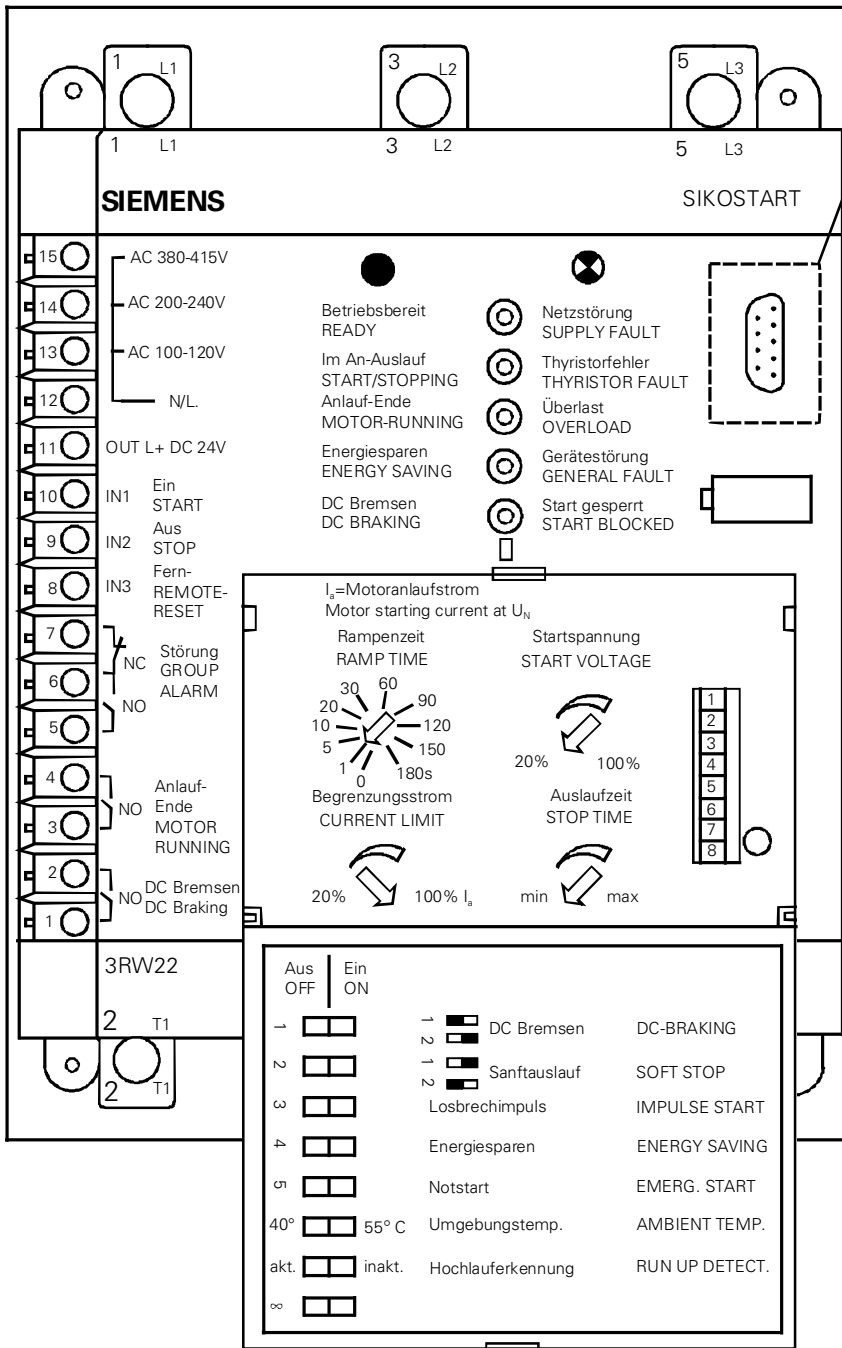 1 L1
3 L2
5 L3
1 L1
3 L2
5 L3
SIEMENS
SIKOSTART
15 AC 380-415V
14 AC 200-240V
13 AC 100-120V
12 N/L.
11 OUT L+ DC 24V
10 IN1 Ein
START
9 IN2 Aus
STOP
8 IN3 Fern-
REMOTE-
RESET
7
NC
6
NO
5
Störung
GROUP
ALARM
4
NO
3
Anlauf-
Ende
MOTOR
RUNNING
2
NO
1
DC Bremsen
DC Braking
Betriebsbereit
READY
Im An-Auslauf
START/STOPPING
Anlauf-Ende
MOTOR-RUNNING
Energiesparen
ENERGY SAVING
DC Bremsen
DC BRAKING
Netzstörung
SUPPLY FAULT
Thyristorfehler
THYRISTOR FAULT
Überlast
OVERLOAD
Gerätestörung
GENERAL FAULT
Start gesperrt
START BLOCKED
Ia=Motoranlaufstrom
Motor starting current at UN
Rampenzeit
RAMP TIME
0
1
5
10
20
30
60
90
120
150
180s
Startspannung
START VOLTAGE
20% 100%
Begrenzungsstrom
CURRENT LIMIT
20% 100% Ia
Auslaufzeit
STOP TIME
min max
1
2
3
4
5
6
7
8
3RW22
2 T1
2 T1
Aus Ein
OFF ON
1 1 DC Bremsen DC-BRAKING
2
2 1 Sanftauslauf SOFT STOP
2
3 Losbrechimpuls IMPULSE START
4 Energiesparen ENERGY SAVING
5 Notstart EMERG. START
40° 55° C Umgebungstemp. AMBIENT TEMP.
akt. inakt. Hochlauferkennung RUN UP DETECT.
8